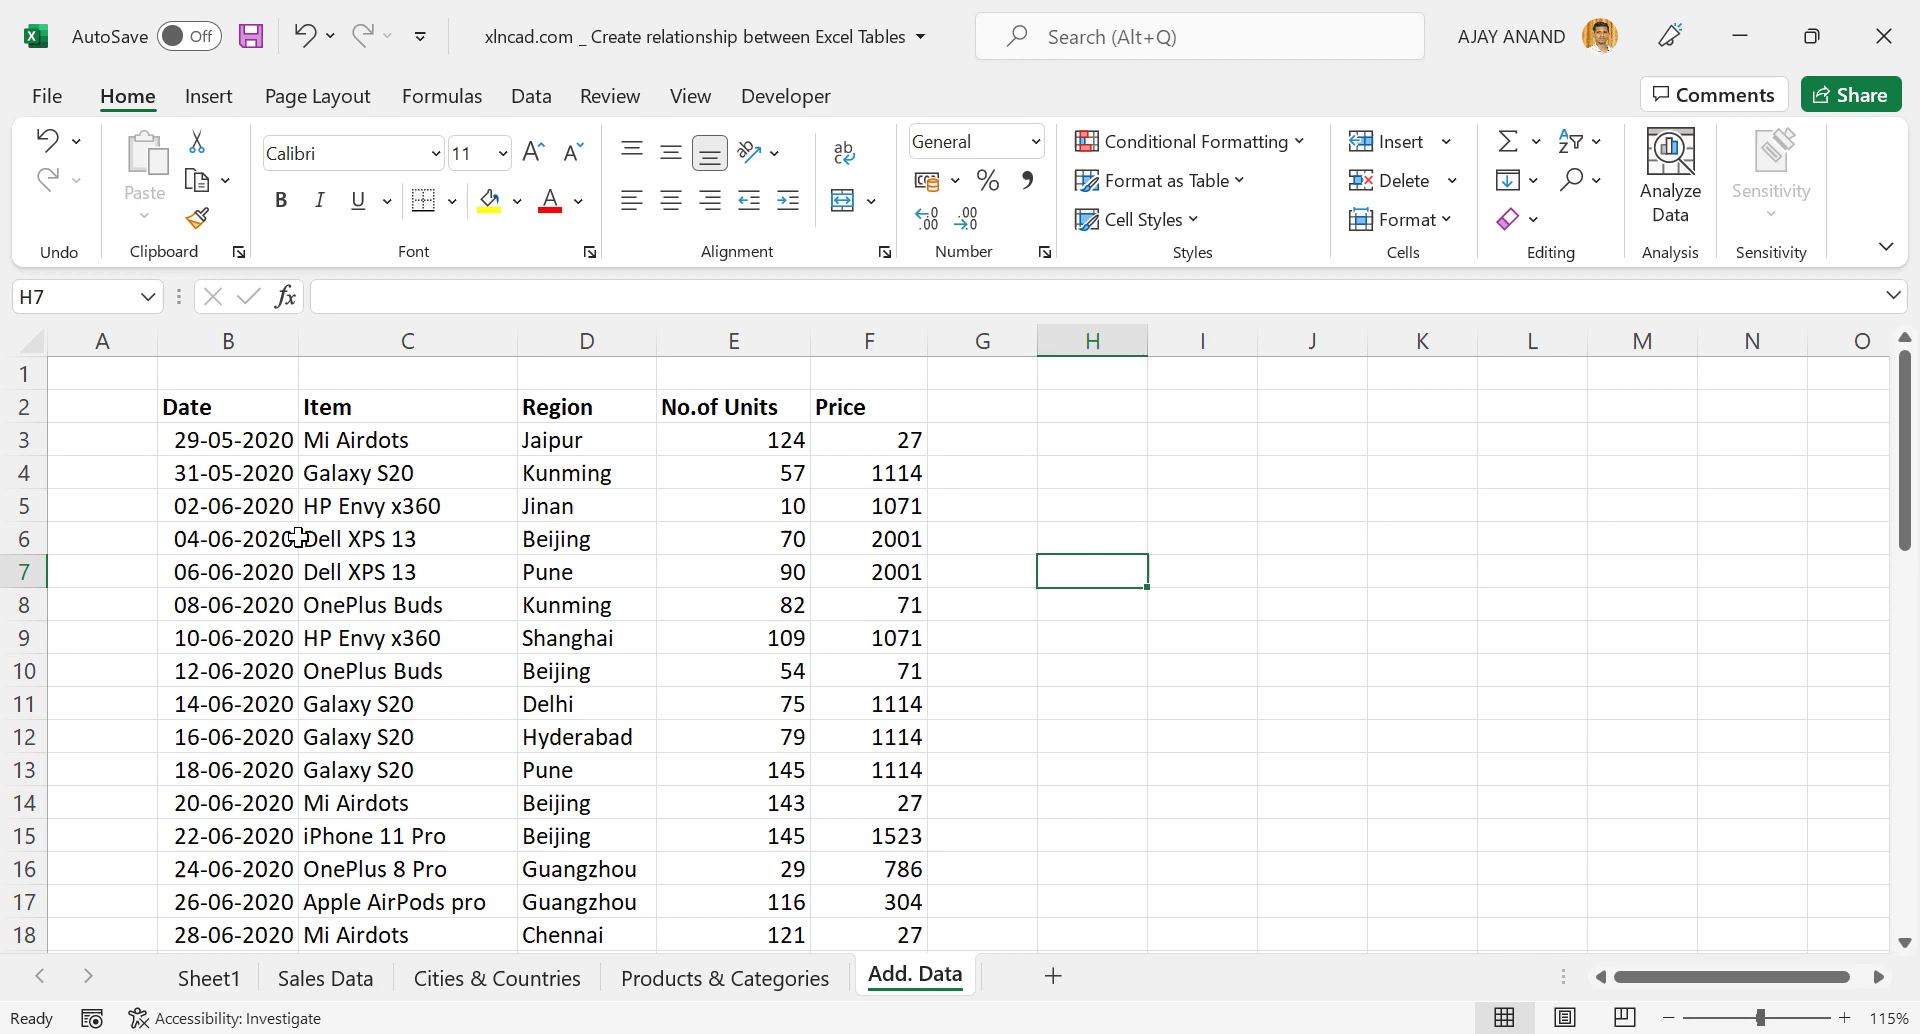 AutoSave Off xlncad.com _ Create relationship between Excel Tables Search (Alt+Q) AJAY ANAND
File Home Insert Page Layout Formulas Data Review View Developer Comments Share
Paste
Undo
Clipboard
Calibri 11
B I U
Font
ab
Alignment
General
% ,
Number
Conditional Formatting
Format as Table
Cell Styles
Styles
Insert
Delete
Format
Cells
Editing
Analyze Data
Analysis
Sensitivity
Sensitivity
H7 fx
A B C D E F G H I J K L M N O
1
2 Date Item Region No.of Units Price
3 29-05-2020 Mi Airdots Jaipur 124 27
4 31-05-2020 Galaxy S20 Kunming 57 1114
5 02-06-2020 HP Envy x360 Jinan 10 1071
6 04-06-2020 Dell XPS 13 Beijing 70 2001
7 06-06-2020 Dell XPS 13 Pune 90 2001
8 08-06-2020 OnePlus Buds Kunming 82 71
9 10-06-2020 HP Envy x360 Shanghai 109 1071
10 12-06-2020 OnePlus Buds Beijing 54 71
11 14-06-2020 Galaxy S20 Delhi 75 1114
12 16-06-2020 Galaxy S20 Hyderabad 79 1114
13 18-06-2020 Galaxy S20 Pune 145 1114
14 20-06-2020 Mi Airdots Beijing 143 27
15 22-06-2020 iPhone 11 Pro Beijing 145 1523
16 24-06-2020 OnePlus 8 Pro Guangzhou 29 786
17 26-06-2020 Apple AirPods pro Guangzhou 116 304
18 28-06-2020 Mi Airdots Chennai 121 27
Sheet1 Sales Data Cities & Countries Products & Categories Add. Data
Ready Accessibility: Investigate 115%